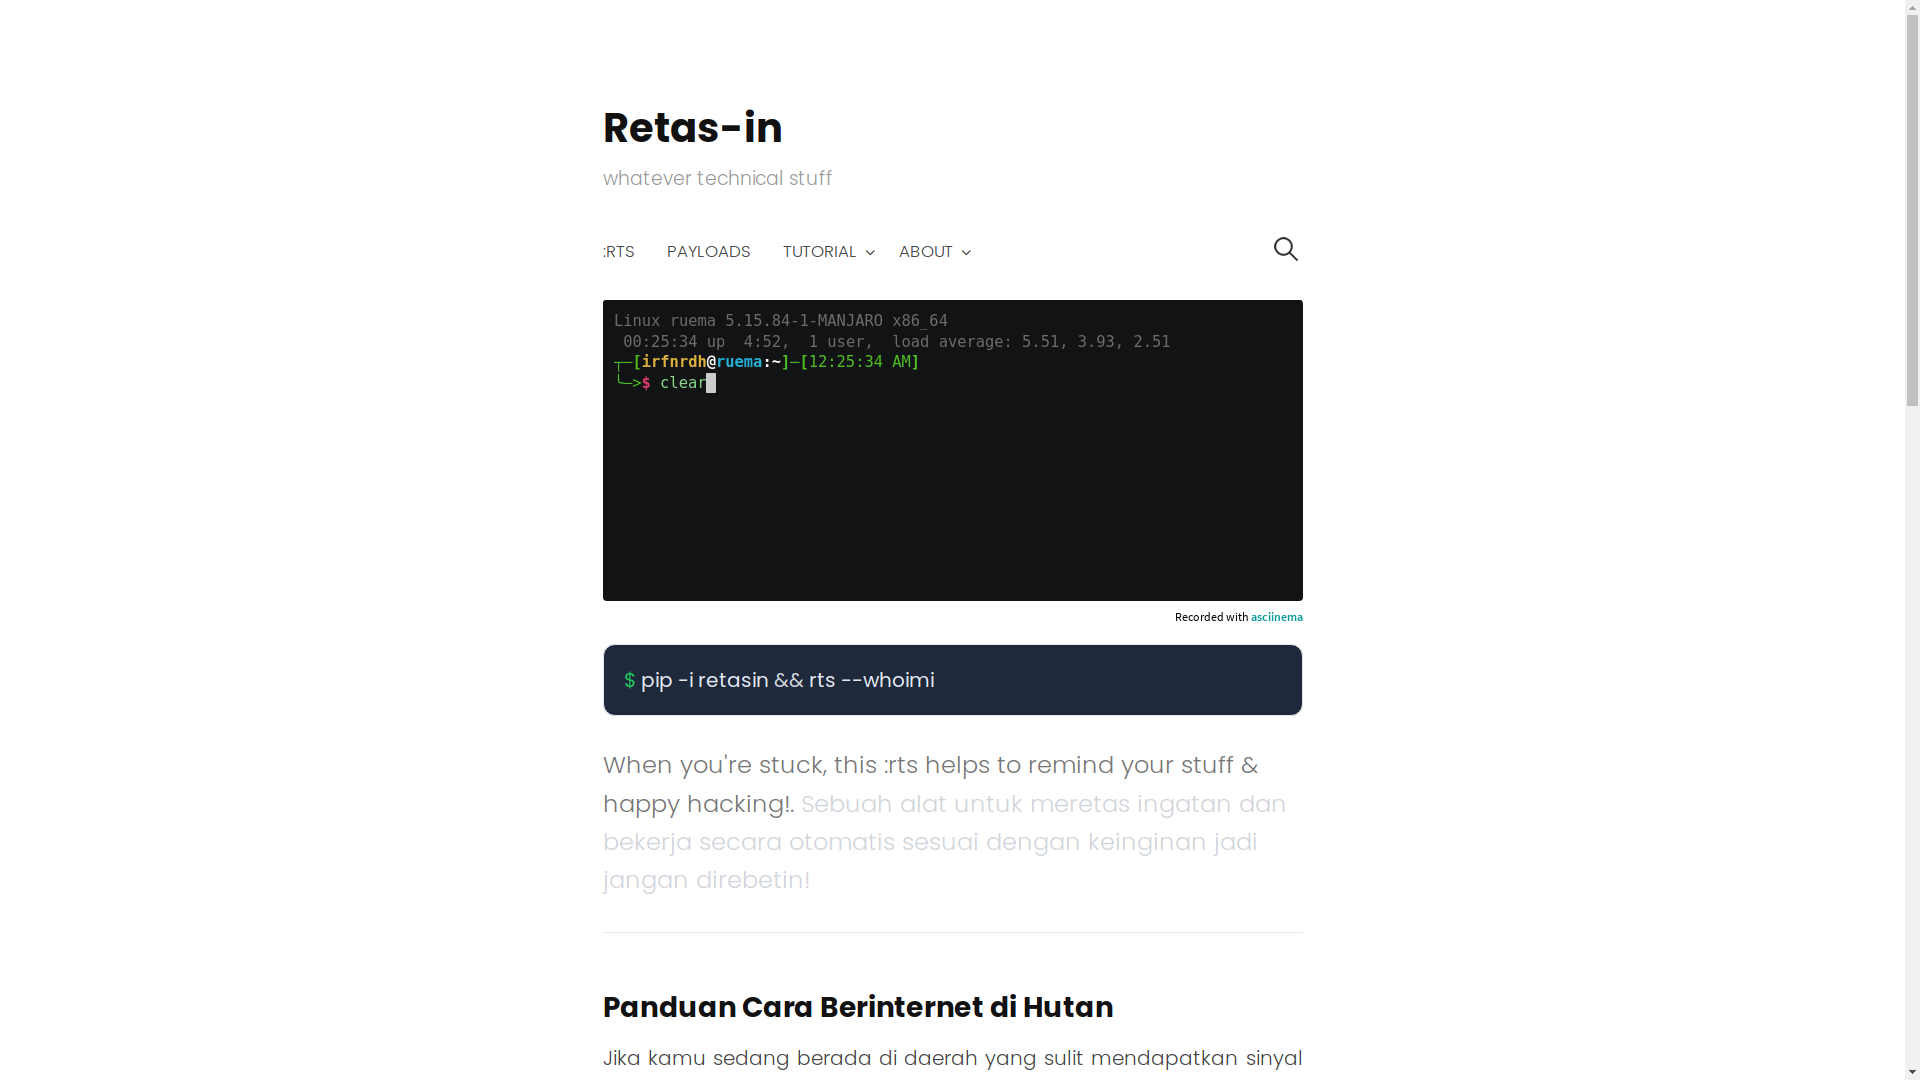 Retas-in
whatever technical stuff
:RTS PAYLOADS TUTORIAL ABOUT
Linux ruema 5.15.84-1-MANJARO x86_64
00:25:34 up  4:52,  1 user,  load average: 5.51, 3.93, 2.51
┬─[irfnrdh@ruema:~]─[12:25:34 AM]
╰─>$ clear
Recorded with asciinema
$ pip -i retasin && rts --whoimi
When you're stuck, this :rts helps to remind your stuff &
happy hacking!. Sebuah alat untuk meretas ingatan dan
bekerja secara otomatis sesuai dengan keinginan jadi
jangan direbetin!
Panduan Cara Berinternet di Hutan
Jika kamu sedang berada di daerah yang sulit mendapatkan sinyal